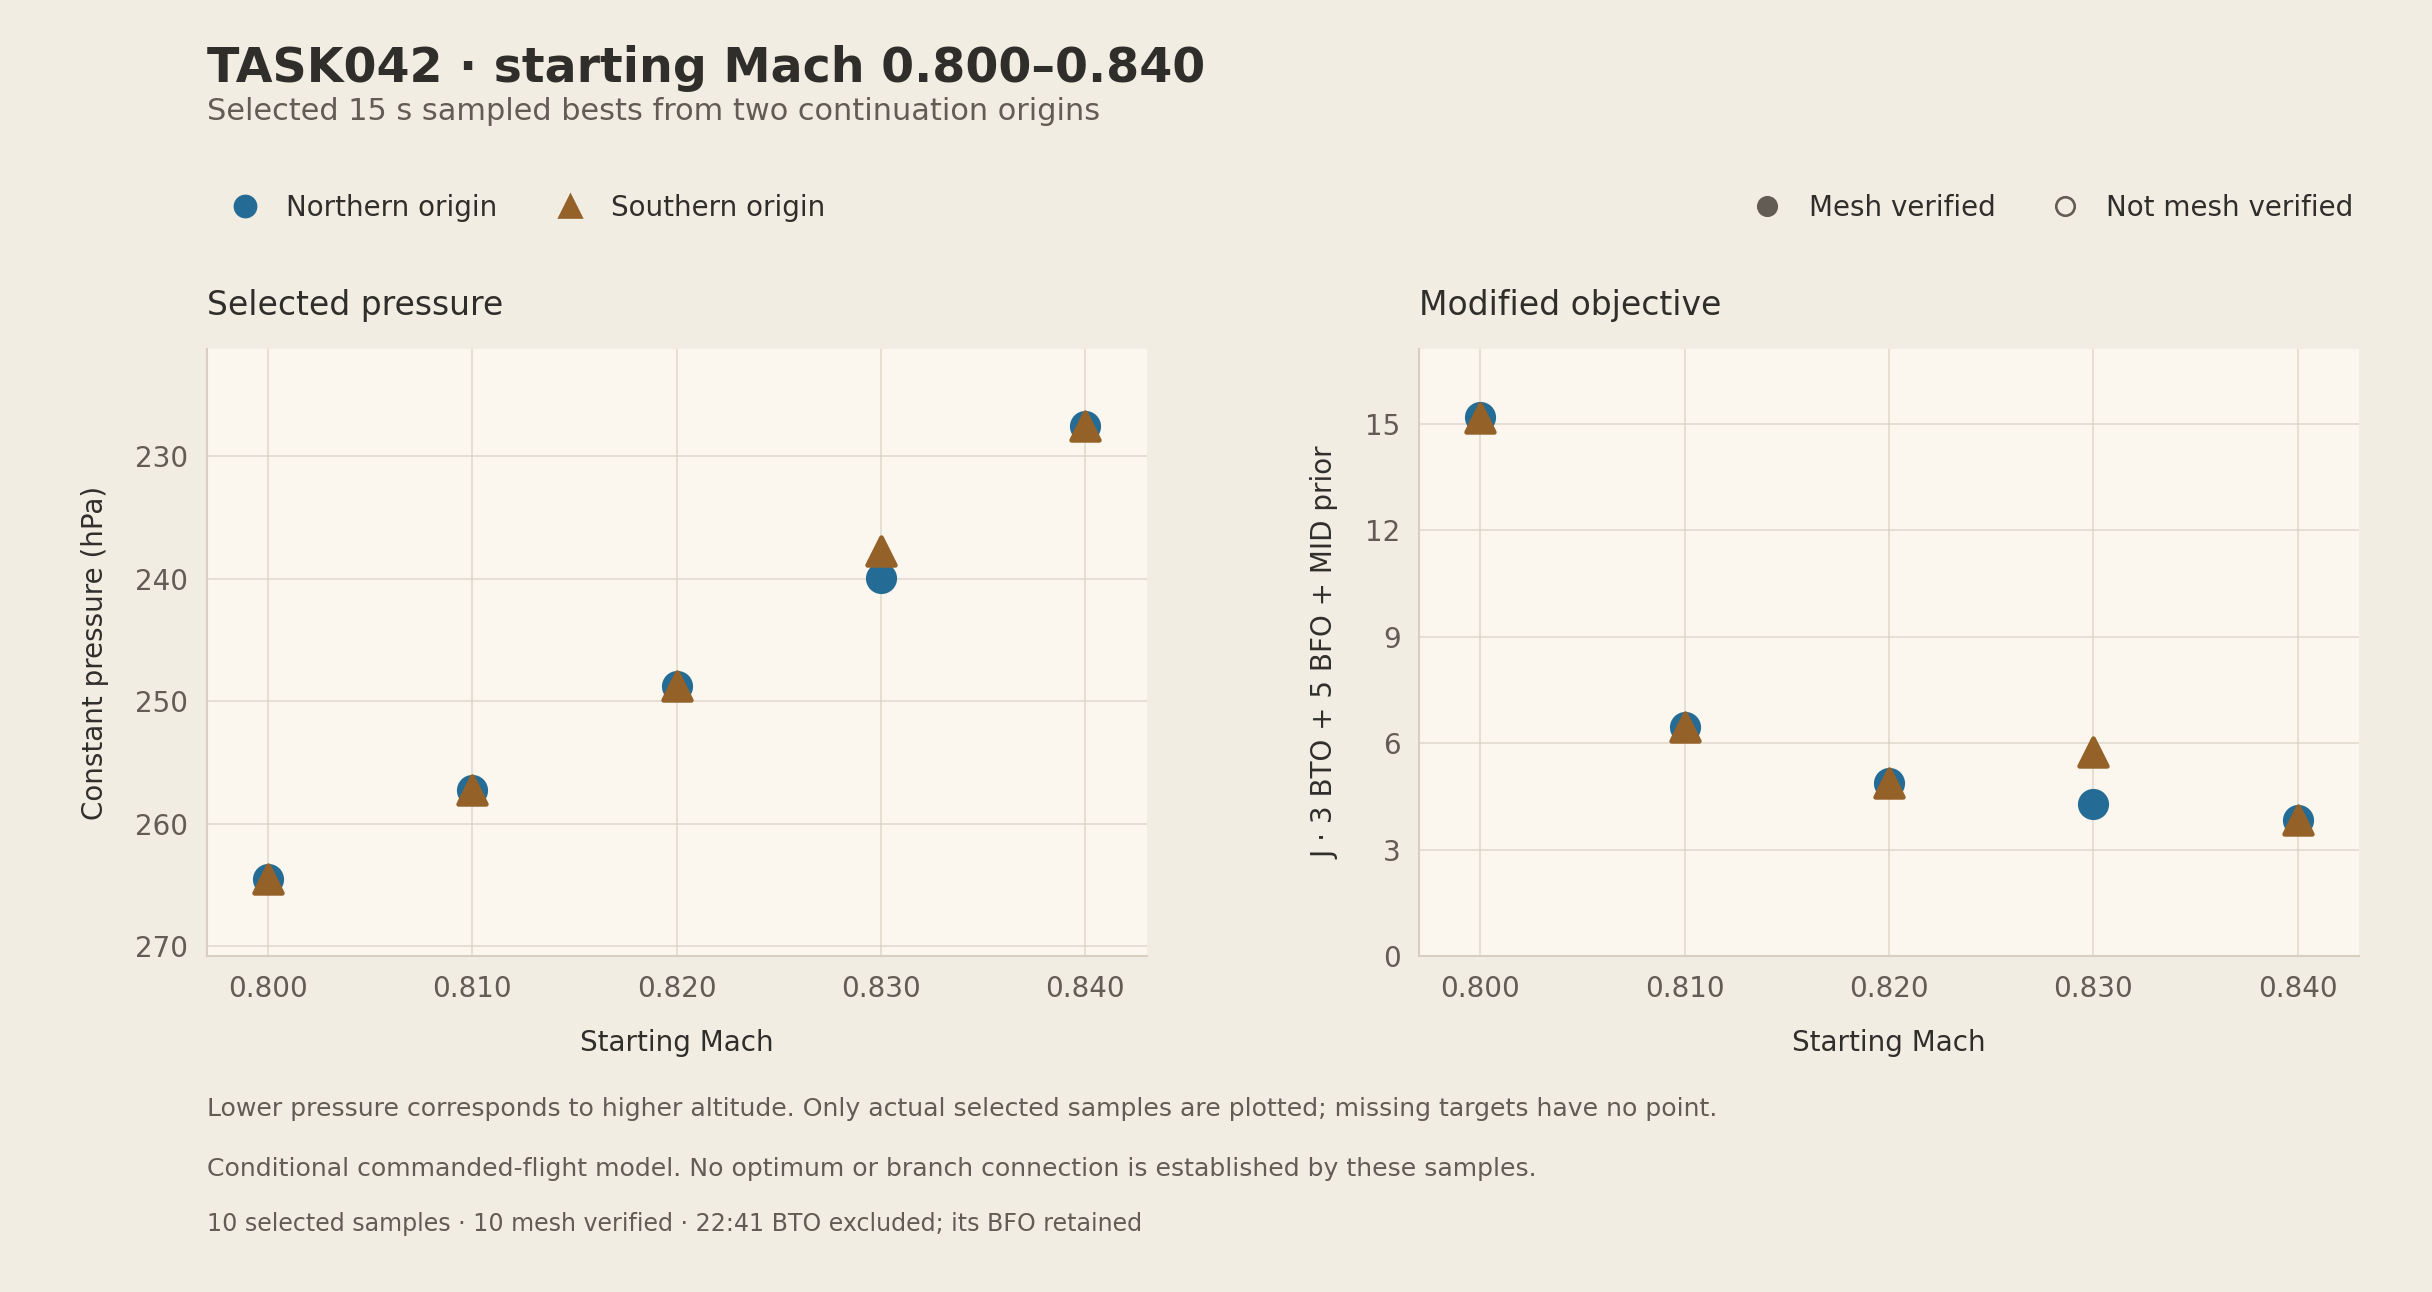 TASK042 · starting Mach 0.800–0.840
Selected 15 s sampled bests from two continuation origins
Northern origin
Southern origin
Mesh verified
Not mesh verified
Selected pressure
Constant pressure (hPa)
230
240
250
260
270
0.800
0.810
0.820
0.830
0.840
Starting Mach
Modified objective
J · 3 BTO + 5 BFO + MID prior
15
12
9
6
3
0
0.800
0.810
0.820
0.830
0.840
Starting Mach
Lower pressure corresponds to higher altitude. Only actual selected samples are plotted; missing targets have no point.
Conditional commanded-flight model. No optimum or branch connection is established by these samples.
10 selected samples · 10 mesh verified · 22:41 BTO excluded; its BFO retained